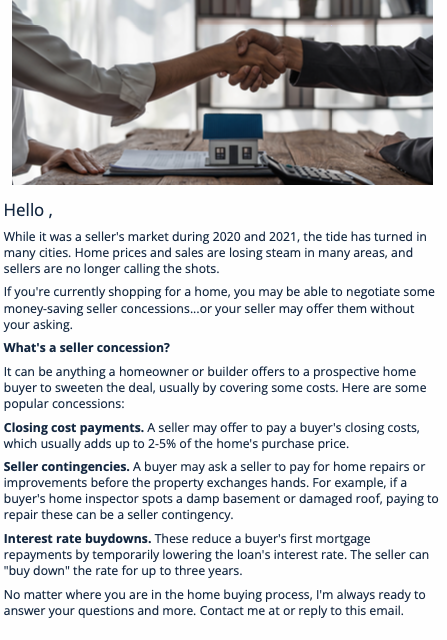 Hello ,
While it was a seller's market during 2020 and 2021, the tide has turned in
many cities. Home prices and sales are losing steam in many areas, and
sellers are no longer calling the shots.
If you're currently shopping for a home, you may be able to negotiate some
money-saving seller concessions...or your seller may offer them without
your asking.
What's a seller concession?
It can be anything a homeowner or builder offers to a prospective home
buyer to sweeten the deal, usually by covering some costs. Here are some
popular concessions:
Closing cost payments. A seller may offer to pay a buyer's closing costs,
which usually adds up to 2-5% of the home's purchase price.
Seller contingencies. A buyer may ask a seller to pay for home repairs or
improvements before the property exchanges hands. For example, if a
buyer's home inspector spots a damp basement or damaged roof, paying to
repair these can be a seller contingency.
Interest rate buydowns. These reduce a buyer's first mortgage
repayments by temporarily lowering the loan's interest rate. The seller can
"buy down" the rate for up to three years.
No matter where you are in the home buying process, I'm always ready to
answer your questions and more. Contact me at or reply to this email.